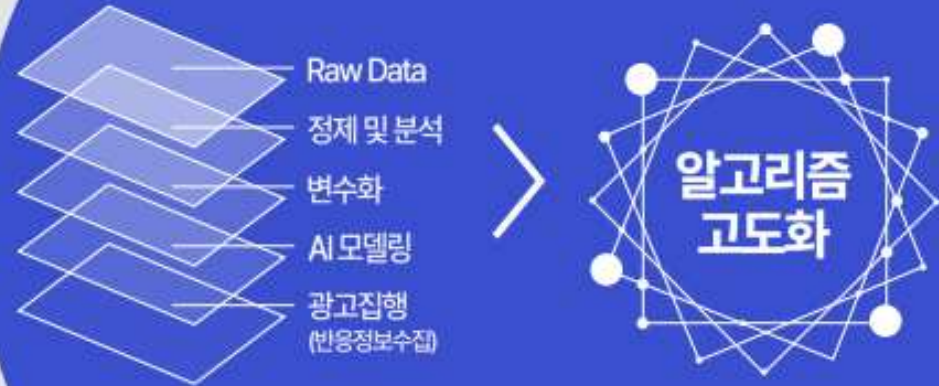 Raw Data
정제 및 분석
변수화
AI 모델링
광고집행
(반응정보수집)
알고리즘
고도화